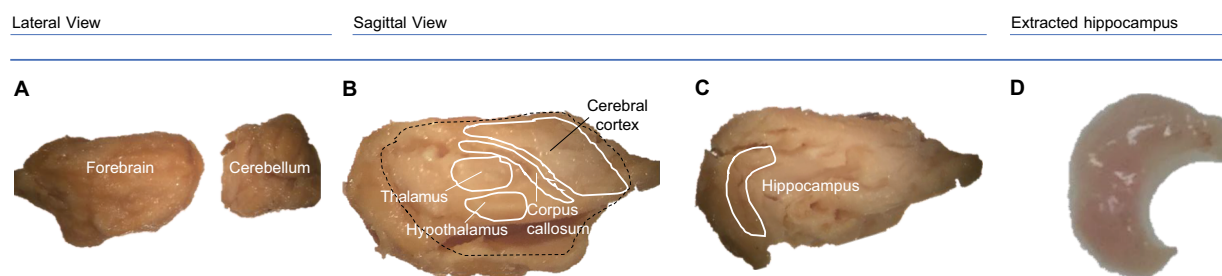 Lateral View
Sagittal View
Extracted hippocampus
A
B
C
D
Forebrain
Cerebellum
Cerebral
cortex
Thalamus
Hypothalamus
Corpus
callosum
Hippocampus